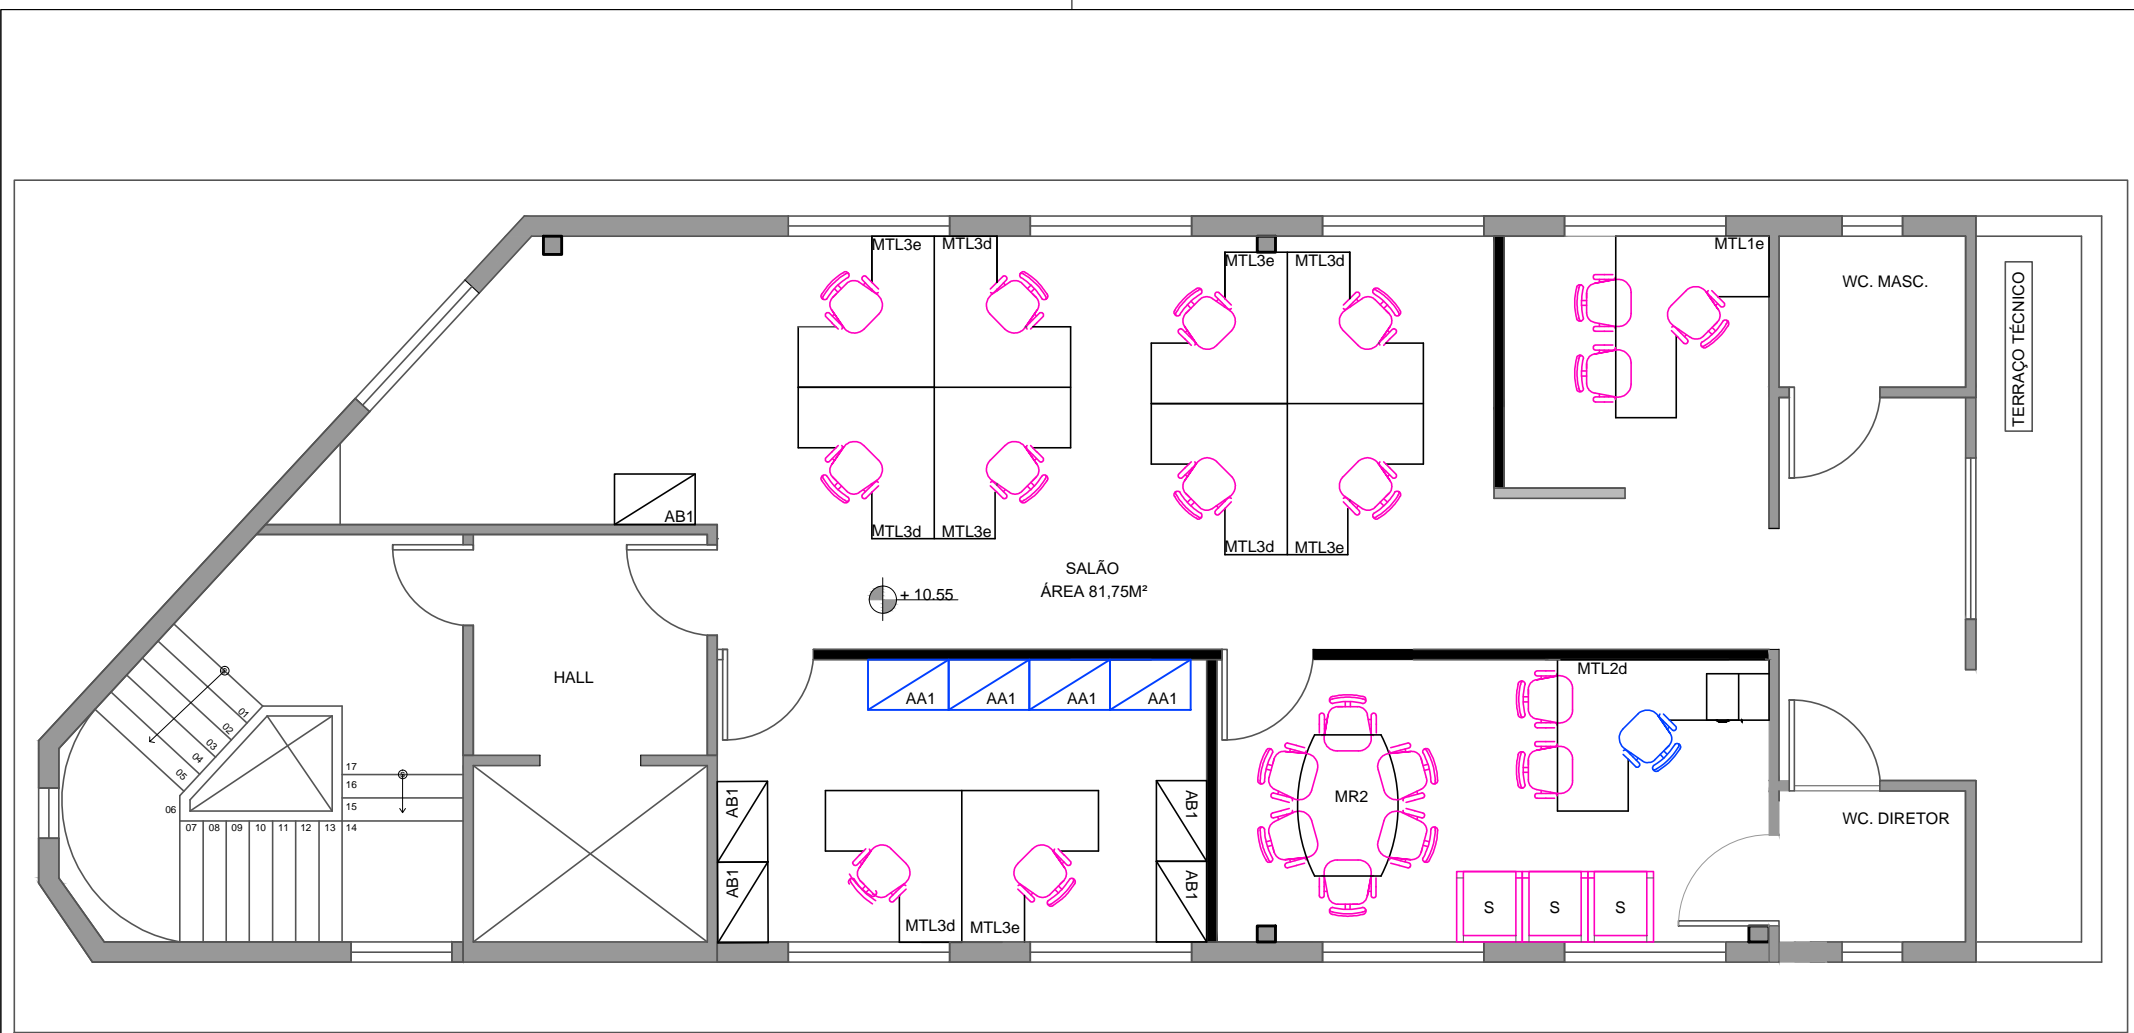 MTL3e MTL3d
MTL3e MTL3d
MTL1e
WC. MASC.
TERRAÇO TÉCNICO
AB1
MTL3d MTL3e
MTL3d MTL3e
SALÃO
ÁREA 81,75M²
+ 10.55
HALL
AA1 AA1 AA1 AA1
MTL2d
MR2
AB1
AB1
AB1
AB1
WC. DIRETOR
S S S
MTL3d MTL3e
01
02
03
04
05
06
07 08 09 10 11 12 13 14
15
16
17